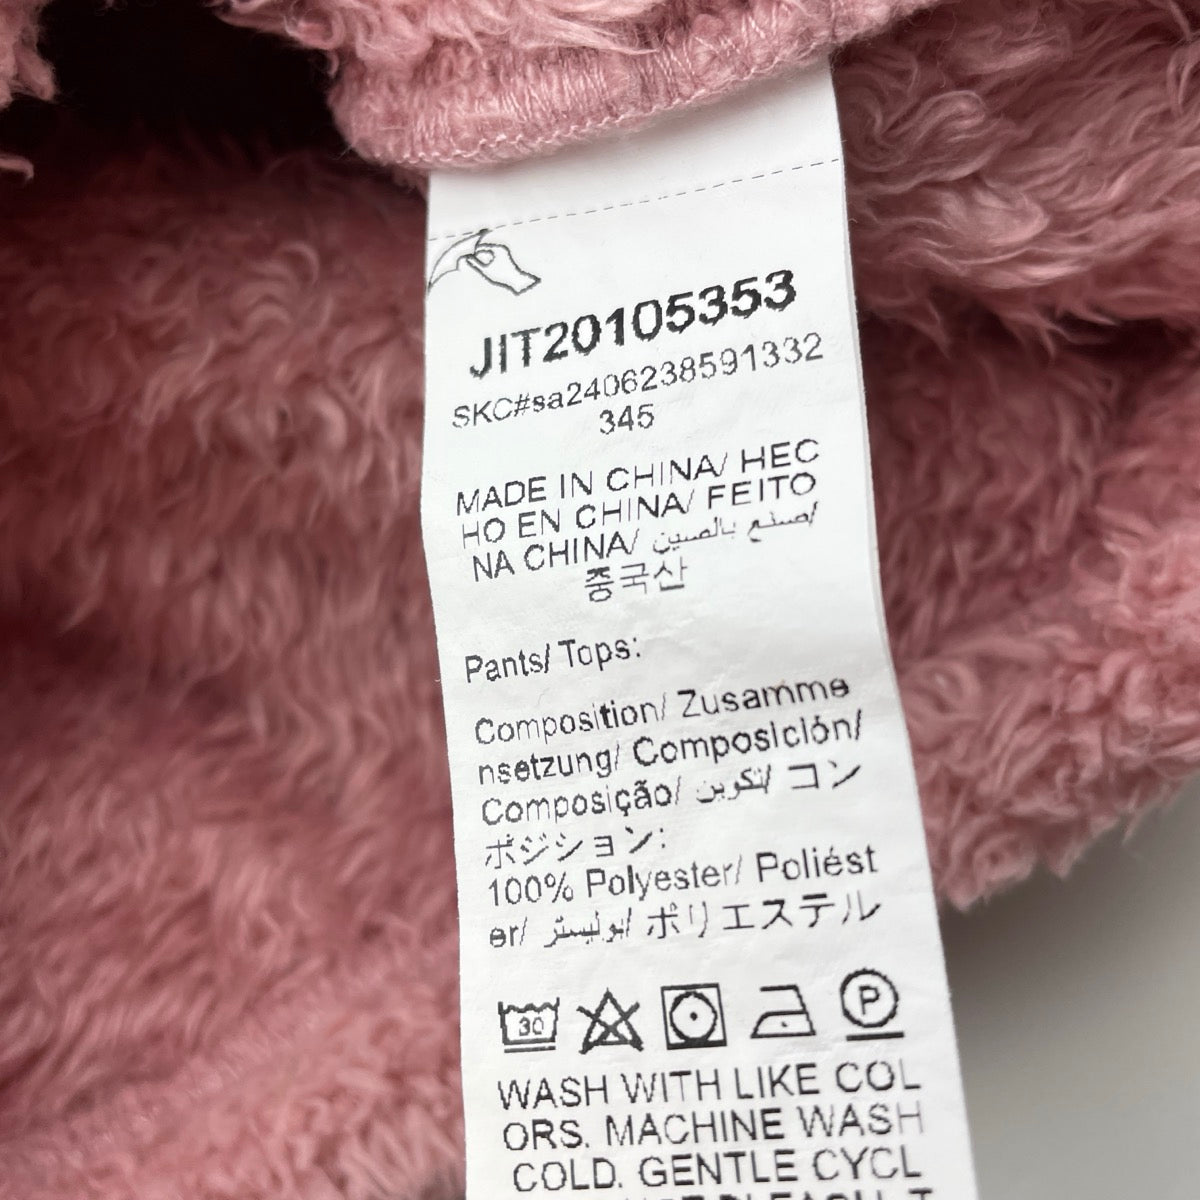 JIT20105353
SKC#sa2406238591332
345
MADE IN CHINA/ HEC
HO EN CHINA/ FEITO
NA CHINA/ صنع بالصين/
중국산
Pants/ Tops:
Composition/ Zusamme
nsetzung/ Composición/
Composição/ تكوين/ コン
ポジション:
100% Polyester/ Poliést
er/ بوليستر/ ポリエステル
30
P
WASH WITH LIKE COL
ORS. MACHINE WASH
COLD. GENTLE CYCL